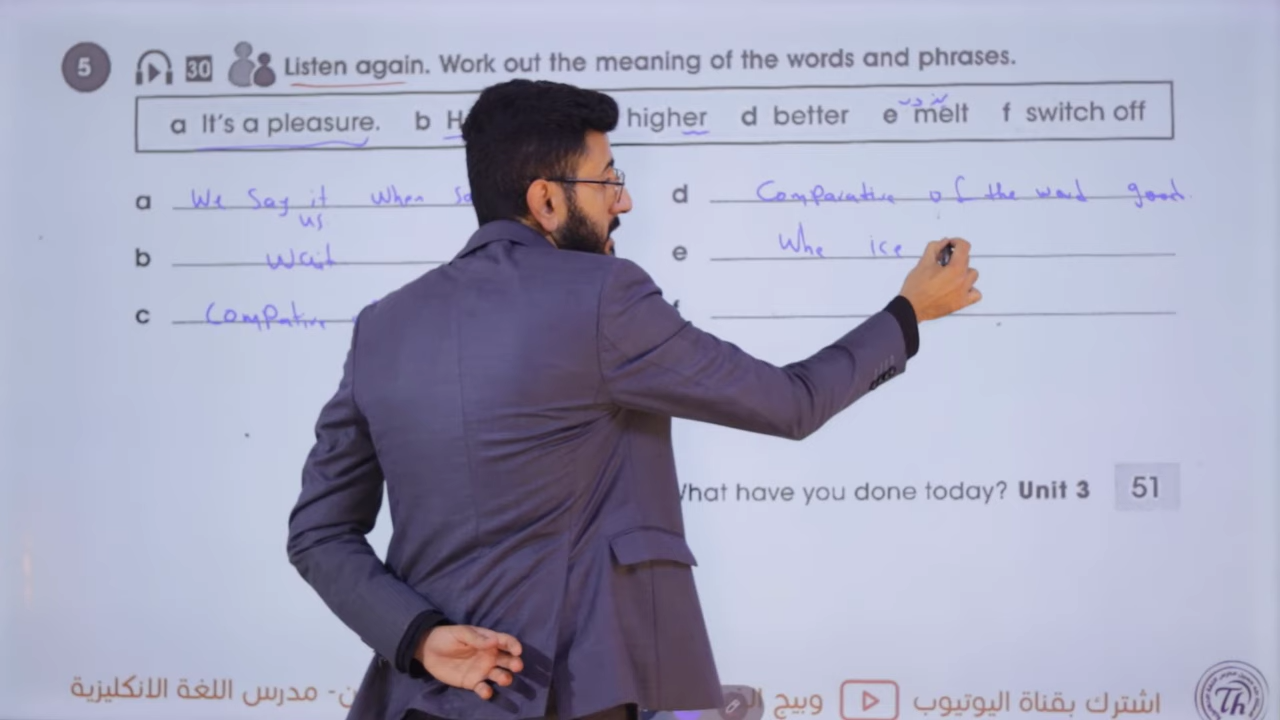 5 30 Listen again. Work out the meaning of the words and phrases.
a It's a pleasure. b H higher d better e melt f switch off
a We Say it when
us
d Comparative of the word good
b wait
e Whe ice
c Compative
What have you done today? Unit 3 51
اشترك بقناة اليوتيوب وبيج - مدرس اللغة الانكليزية
Th